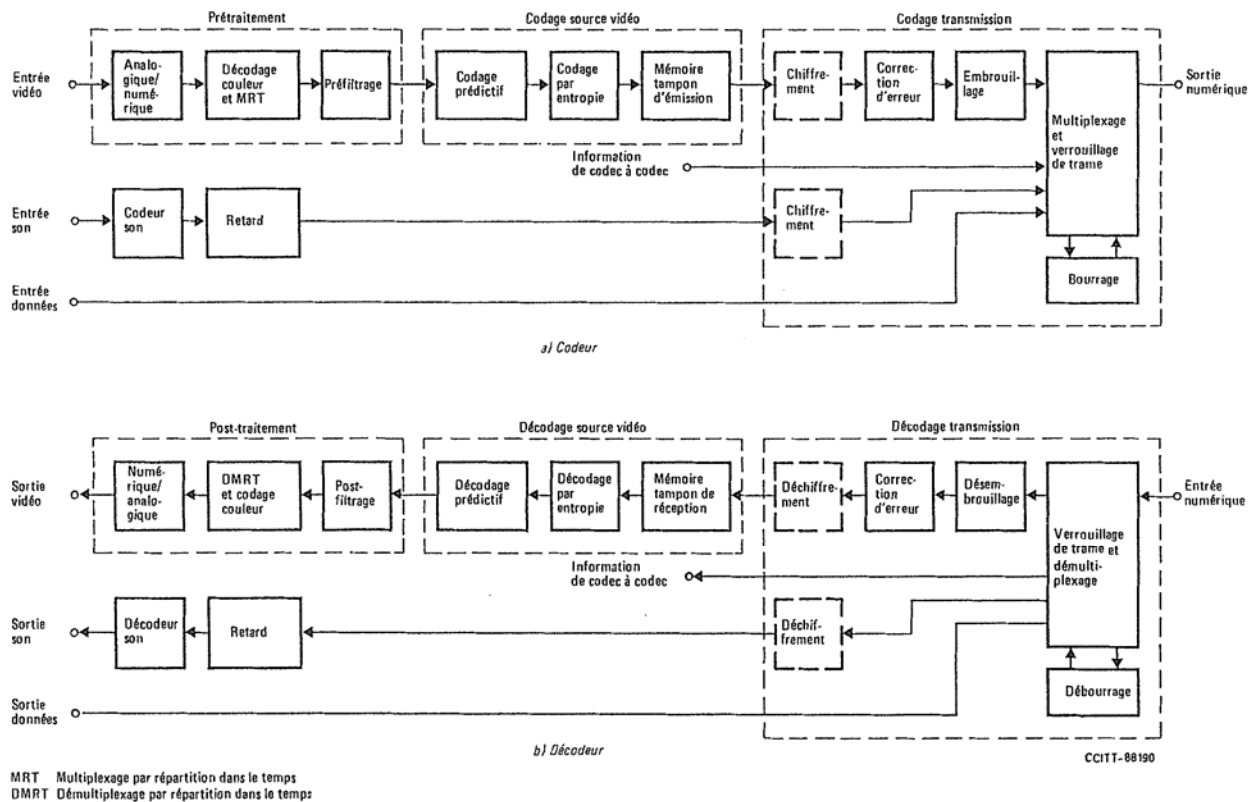 Prétraitement
Codage source vidéo
Codage transmission
Entrée
vidéo
Analo-
gique/
numé-
rique
Décodage
couleur
et MRT
Préfiltrage
Codage
prédictif
Codage
par
entropie
Mémoire
tampon
d'émission
Chiffre-
ment
Correc-
tion
d'erreur
Embrouil-
lage
Multiplexage
et
verrouillage
de trame
Sortie
numérique
Information
de codec à codec
Entrée
son
Codeur
son
Retard
Chiffre-
ment
Bourrage
Entrée
données
a) Codeur
Post-traitement
Décodage source vidéo
Décodage transmission
Sortie
vidéo
Numé-
rique/
analo-
gique
DMRT
et codage
couleur
Post-
filtrage
Décodage
prédictif
Décodage
par
entropie
Mémoire
tampon de
réception
Déchiffre-
ment
Correc-
tion
d'erreur
Désem-
brouillage
Verrouillage
de trame et
démulti-
plexage
Entrée
numérique
Information
de codec à codec
Sortie
son
Décodeur
son
Retard
Déchif-
frement
Débourrage
Sortie
données
b) Décodeur
CCITT-88190
MRT Multiplexage par répartition dans le temps
DMRT Démultiplexage par répartition dans le temps